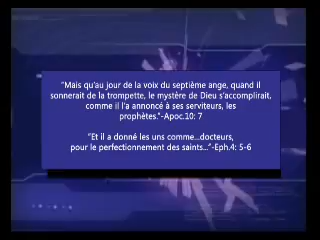 "Mais qu'au jour de la voix du septième ange, quand il
sonnerait de la trompette, le mystère de Dieu s'accomplirait,
comme il l'a annoncé à ses serviteurs, les
prophètes."-Apoc.10: 7
"Et il a donné les uns comme...docteurs,
pour le perfectionnement des saints..."-Eph.4: 5-6